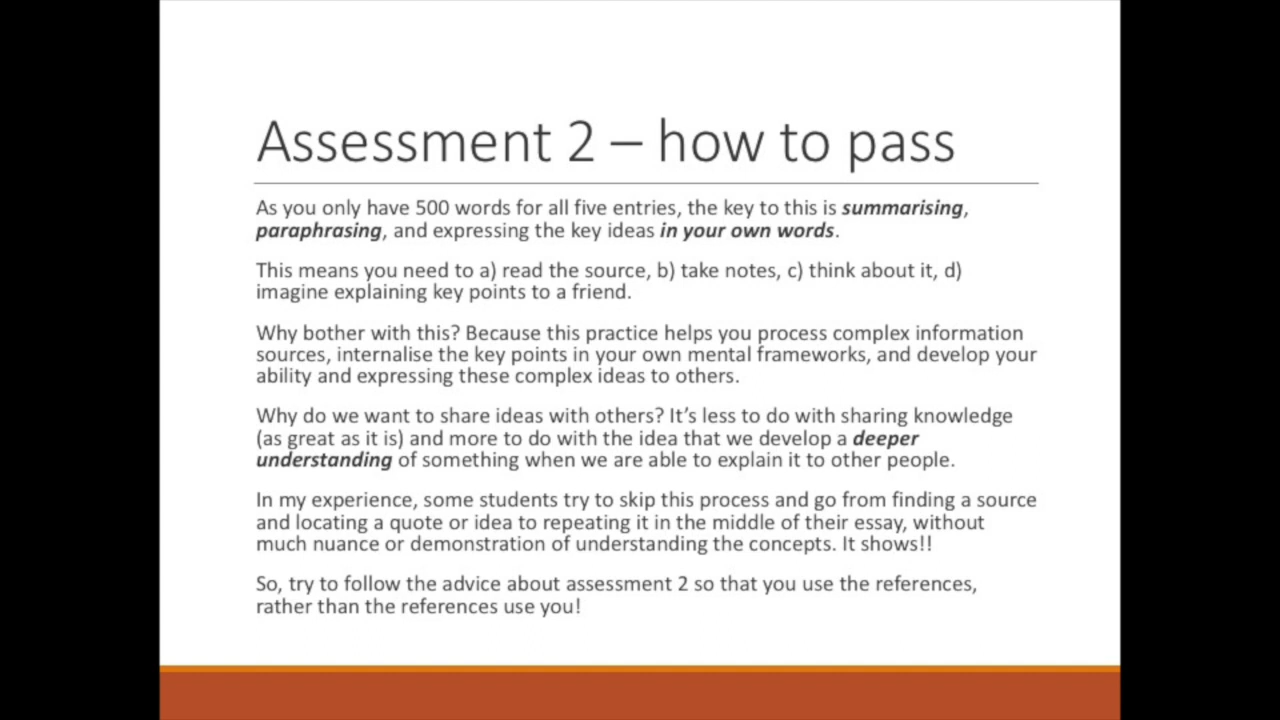 Assessment 2 – how to pass
As you only have 500 words for all five entries, the key to this is summarising,
paraphrasing, and expressing the key ideas in your own words.
This means you need to a) read the source, b) take notes, c) think about it, d)
imagine explaining key points to a friend.
Why bother with this? Because this practice helps you process complex information
sources, internalise the key points in your own mental frameworks, and develop your
ability and expressing these complex ideas to others.
Why do we want to share ideas with others? It’s less to do with sharing knowledge
(as great as it is) and more to do with the idea that we develop a deeper
understanding of something when we are able to explain it to other people.
In my experience, some students try to skip this process and go from finding a source
and locating a quote or idea to repeating it in the middle of their essay, without
much nuance or demonstration of understanding the concepts. It shows!!
So, try to follow the advice about assessment 2 so that you use the references,
rather than the references use you!